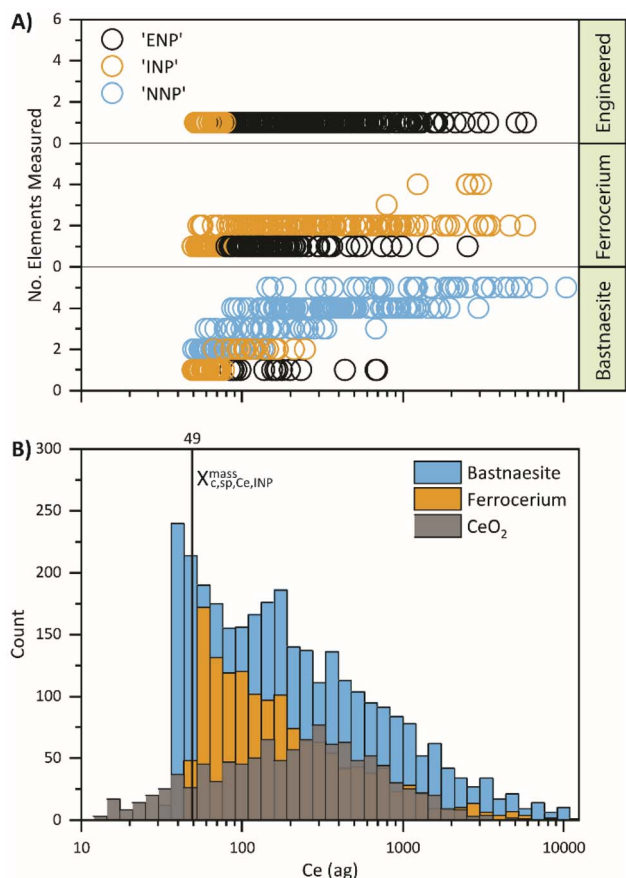 A)
'ENP'
'INP'
'NNP'
No. Elements Measured
6
4
2
0
4
2
0
4
2
0
Engineered
Ferrocerium
Bastnaesite
B)
49
X^mass_c,sp,Ce,INP
Bastnaesite
Ferrocerium
CeO₂
Count
300
250
200
150
100
50
0
10
100
1000
10000
Ce (ag)